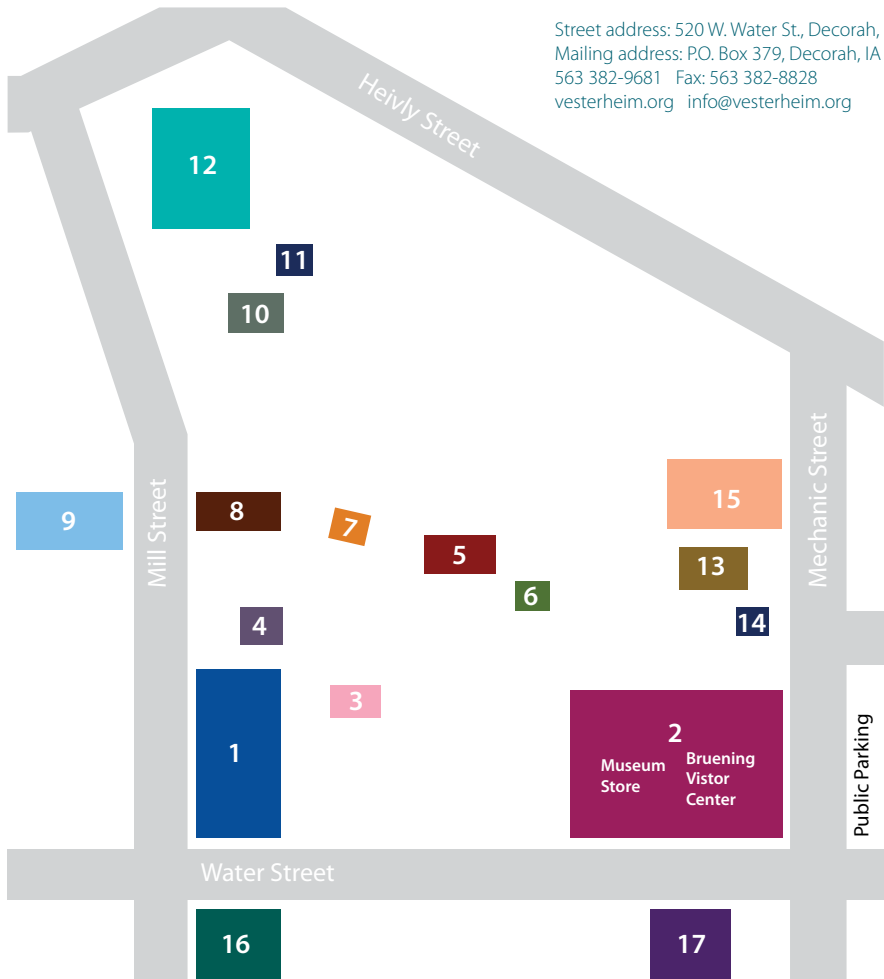 Street address: 520 W. Water St., Decorah,
Mailing address: P.O. Box 379, Decorah, IA
563 382-9681 Fax: 563 382-8828
vesterheim.org info@vesterheim.org
Heivly Street
12
11
10
Mechanic Street
15
Mill Street
9
8
7
5
13
6
14
4
3
1
2
Museum
Store
Bruening
Vistor
Center
Public Parking
Water Street
16
17